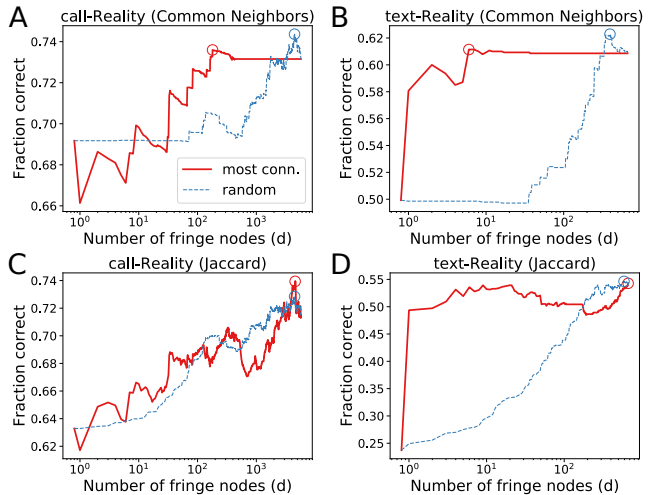 A
call-Reality (Common Neighbors)
Fraction correct
0.74
0.72
0.70
0.68
0.66
most conn.
random
10^0
10^1
10^2
10^3
Number of fringe nodes (d)
B
text-Reality (Common Neighbors)
Fraction correct
0.62
0.60
0.58
0.56
0.54
0.52
0.50
10^0
10^1
10^2
Number of fringe nodes (d)
C
call-Reality (Jaccard)
Fraction correct
0.74
0.72
0.70
0.68
0.66
0.64
0.62
10^0
10^1
10^2
10^3
Number of fringe nodes (d)
D
text-Reality (Jaccard)
Fraction correct
0.55
0.50
0.45
0.40
0.35
0.30
0.25
10^0
10^1
10^2
Number of fringe nodes (d)